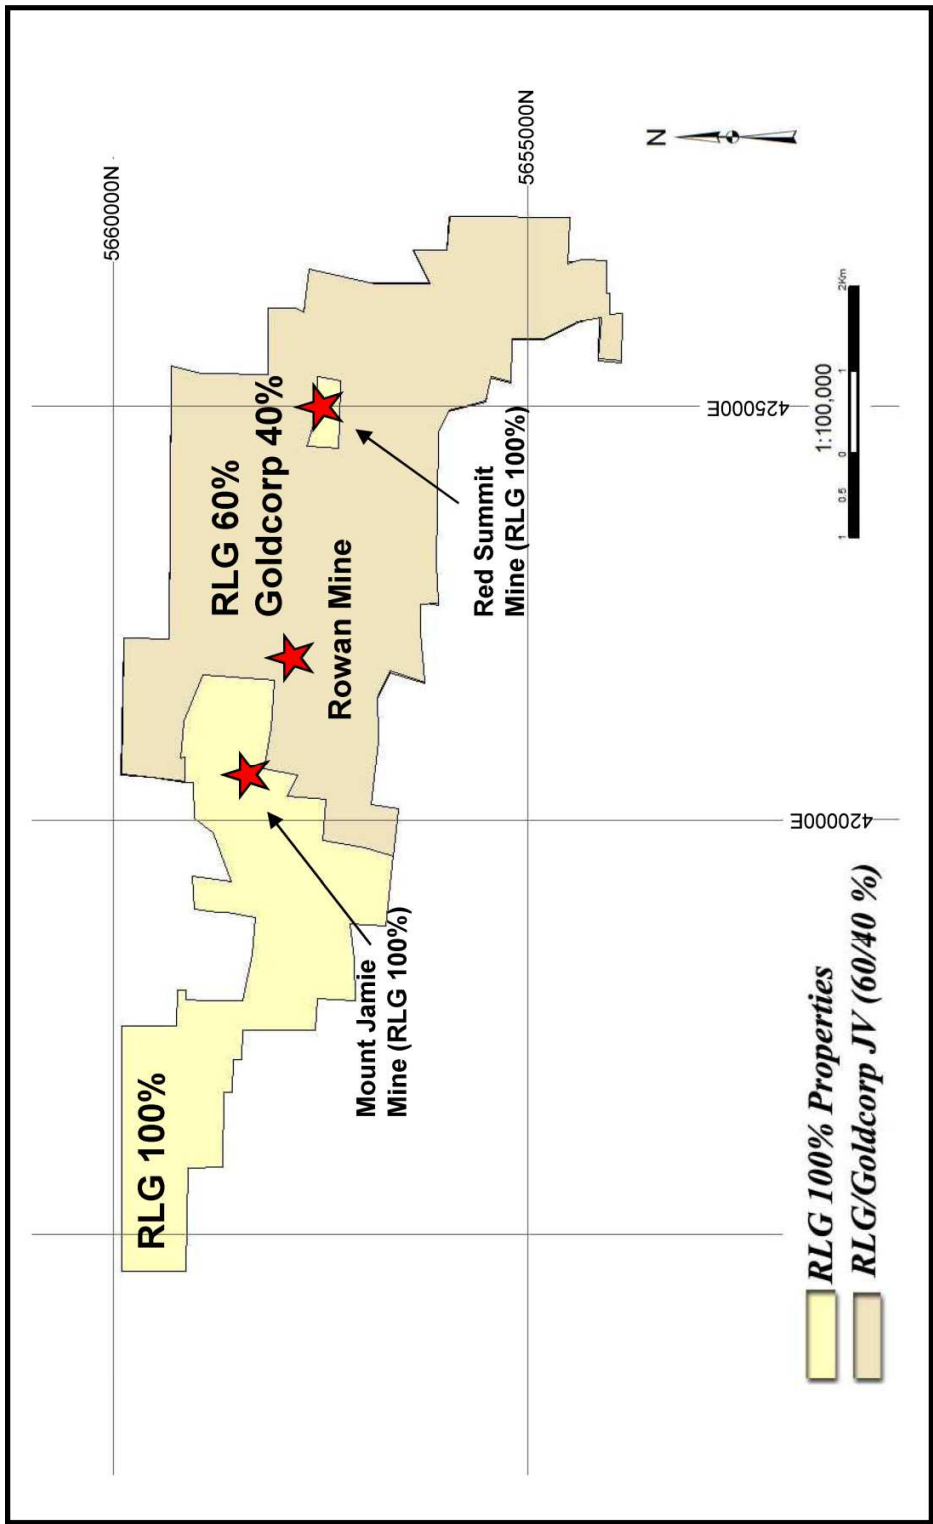 5660000N
5655000N
N
RLG 60%
Goldcorp 40%
Rowan Mine
Red Summit
Mine (RLG 100%)
Mount Jamie
Mine (RLG 100%)
RLG 100%
425000E
420000E
1:100,000
1
0.5
0
1
2Km
RLG 100% Properties
RLG/Goldcorp JV (60/40 %)